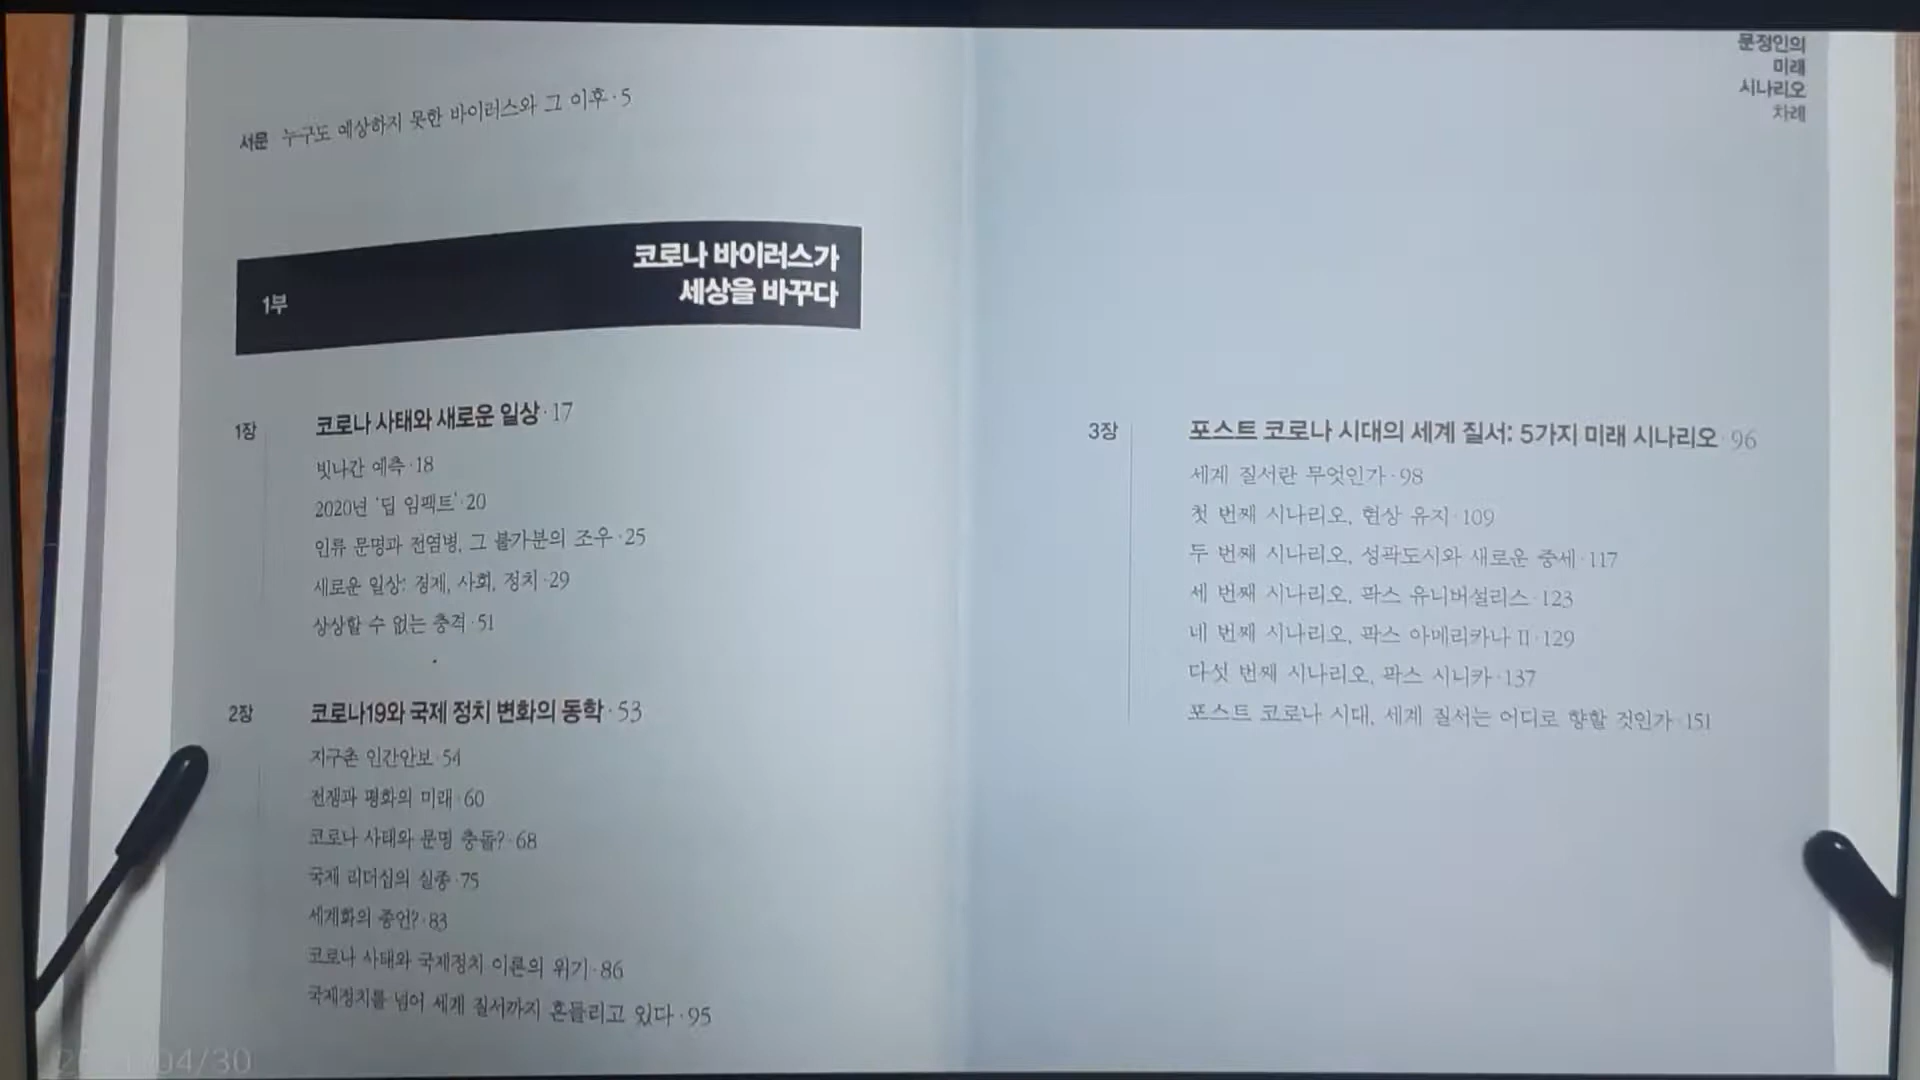 서문 누구도 예상하지 못한 바이러스와 그 이후·5
1부
코로나 바이러스가
세상을 바꾸다
1장
코로나 사태와 새로운 일상·17
빗나간 예측·18
2020년 '딥 임팩트'·20
인류 문명과 전염병, 그 불가분의 조우·25
새로운 일상: 경제, 사회, 정치·29
상상할 수 없는 충격·51
2장
코로나19와 국제 정치 변화의 동학·53
지구촌 인간안보·54
전쟁과 평화의 미래·60
코로나 사태와 문명 충돌?·68
국제 리더십의 실종·75
세계화의 종언?·83
코로나 사태와 국제정치 이론의 위기·86
국제정치를 넘어 세계 질서까지 흔들리고 있다·95
문정인의
미래
시나리오
차례
3장
포스트 코로나 시대의 세계 질서: 5가지 미래 시나리오·96
세계 질서란 무엇인가·98
첫 번째 시나리오, 현상 유지·109
두 번째 시나리오, 성곽도시와 새로운 중세·117
세 번째 시나리오, 팍스 유니버설리스·123
네 번째 시나리오, 팍스 아메리카나 II·129
다섯 번째 시나리오, 팍스 시니카·137
포스트 코로나 시대, 세계 질서는 어디로 향할 것인가·151
04/30